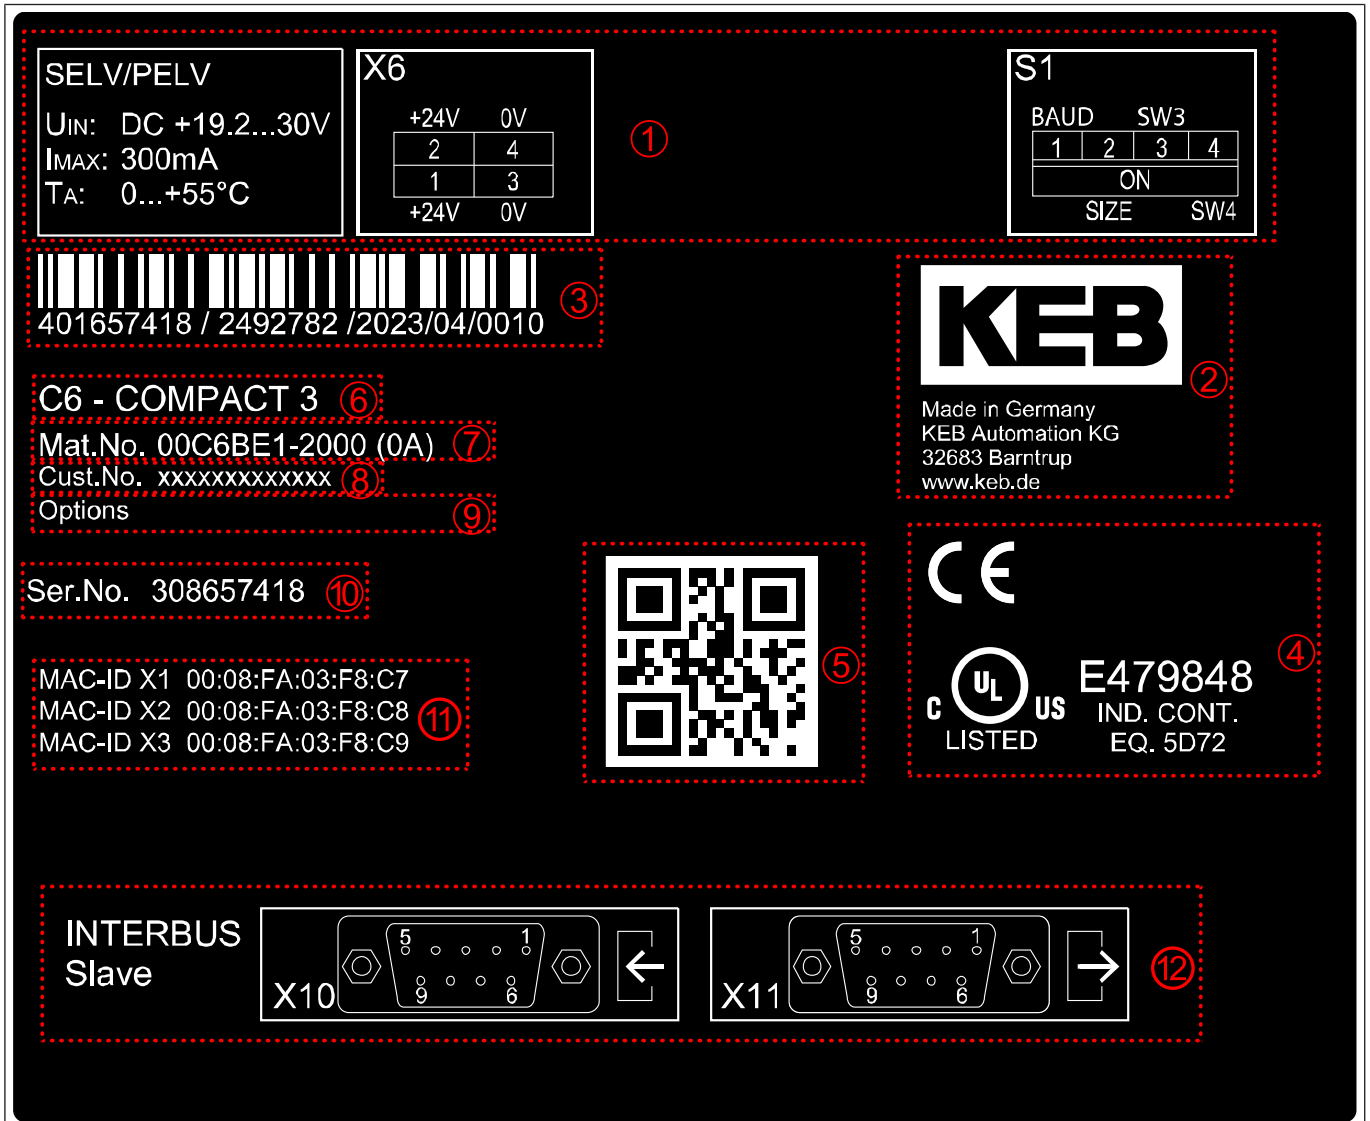 SELV/PELV
UIN: DC +19.2...30V
IMAX: 300mA
TA: 0...+55°C
X6
+24V 0V
2 4
1 3
+24V 0V
①
S1
BAUD SW3
1 2 3 4
ON
SIZE SW4
401657418 / 2492782 /2023/04/0010
③
KEB
Made in Germany
KEB Automation KG
32683 Barntrup
www.keb.de
②
C6 - COMPACT 3 ⑥
Mat.No. 00C6BE1-2000 (0A) ⑦
Cust.No. xxxxxxxxxxxxx ⑧
Options ⑨
Ser.No. 308657418 ⑩
MAC-ID X1 00:08:FA:03:F8:C7
MAC-ID X2 00:08:FA:03:F8:C8
MAC-ID X3 00:08:FA:03:F8:C9
⑪
⑤
CE
C UL US
LISTED
E479848
IND. CONT.
EQ. 5D72
④
INTERBUS
Slave
X10
5 1
9 6
X11
5 1
9 6
⑫